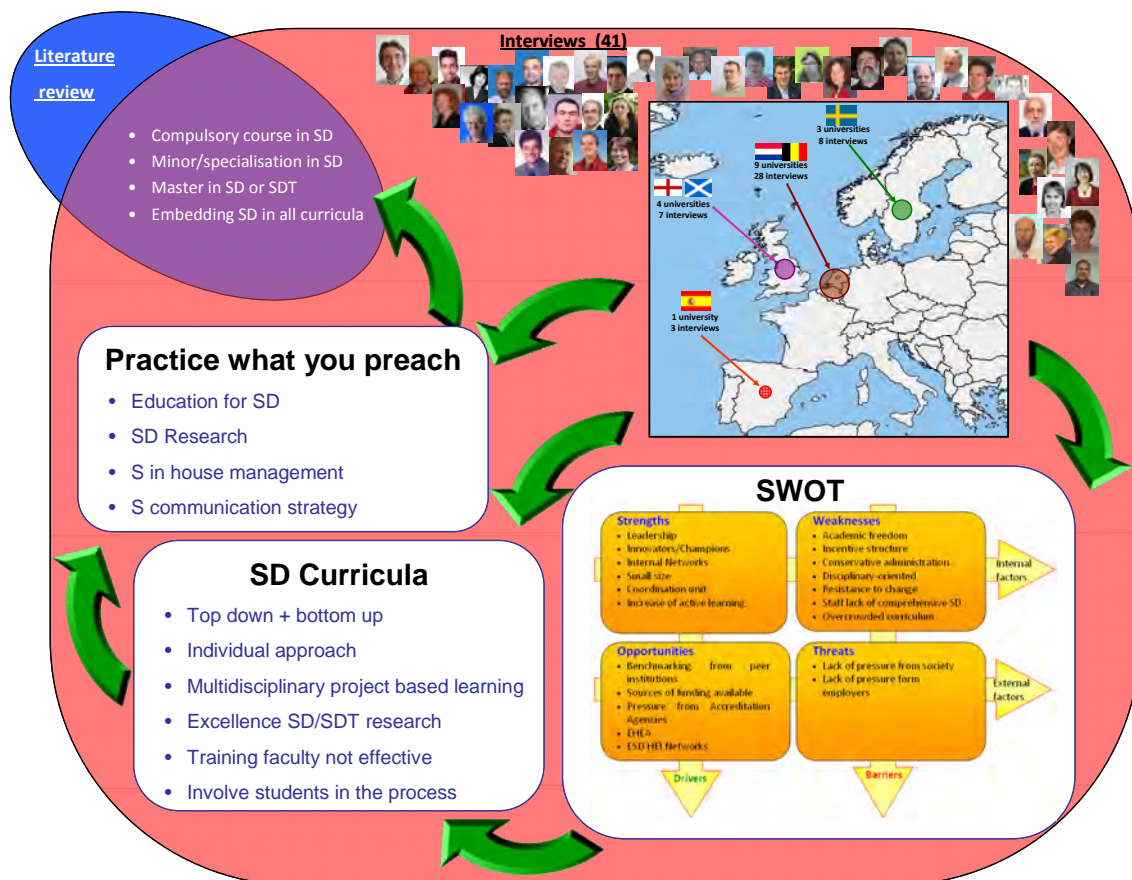 Literature
review
Interviews (41)
• Compulsory course in SD
• Minor/specialisation in SD
• Master in SD or SDT
• Embedding SD in all curricula
3 universities
8 interviews
9 universities
28 interviews
4 universities
7 interviews
1 university
3 interviews
Practice what you preach
• Education for SD
• SD Research
• S in house management
• S communication strategy
SD Curricula
• Top down + bottom up
• Individual approach
• Multidisciplinary project based learning
• Excellence SD/SDT research
• Training faculty not effective
• Involve students in the process
SWOT
Strengths
• Leadership
• Innovators/Champions
• Internal Networks
• Small size
• Coordination unit
• Increase of active learning
Weaknesses
• Academic freedom
• Incentive structure
• Conservative administration
• Disciplinary-oriented
• Resistance to change
• Staff lack of comprehensive SD
• Overcrowded curriculum
Internal
factors
Opportunities
• Benchmarking from peer
institutions
• Sources of funding available
• Pressure from Accreditation
Agencies
• EHEA
• ESD HEI Networks
Threats
• Lack of pressure from society
• Lack of pressure form
employers
External
factors
Drivers
Barriers